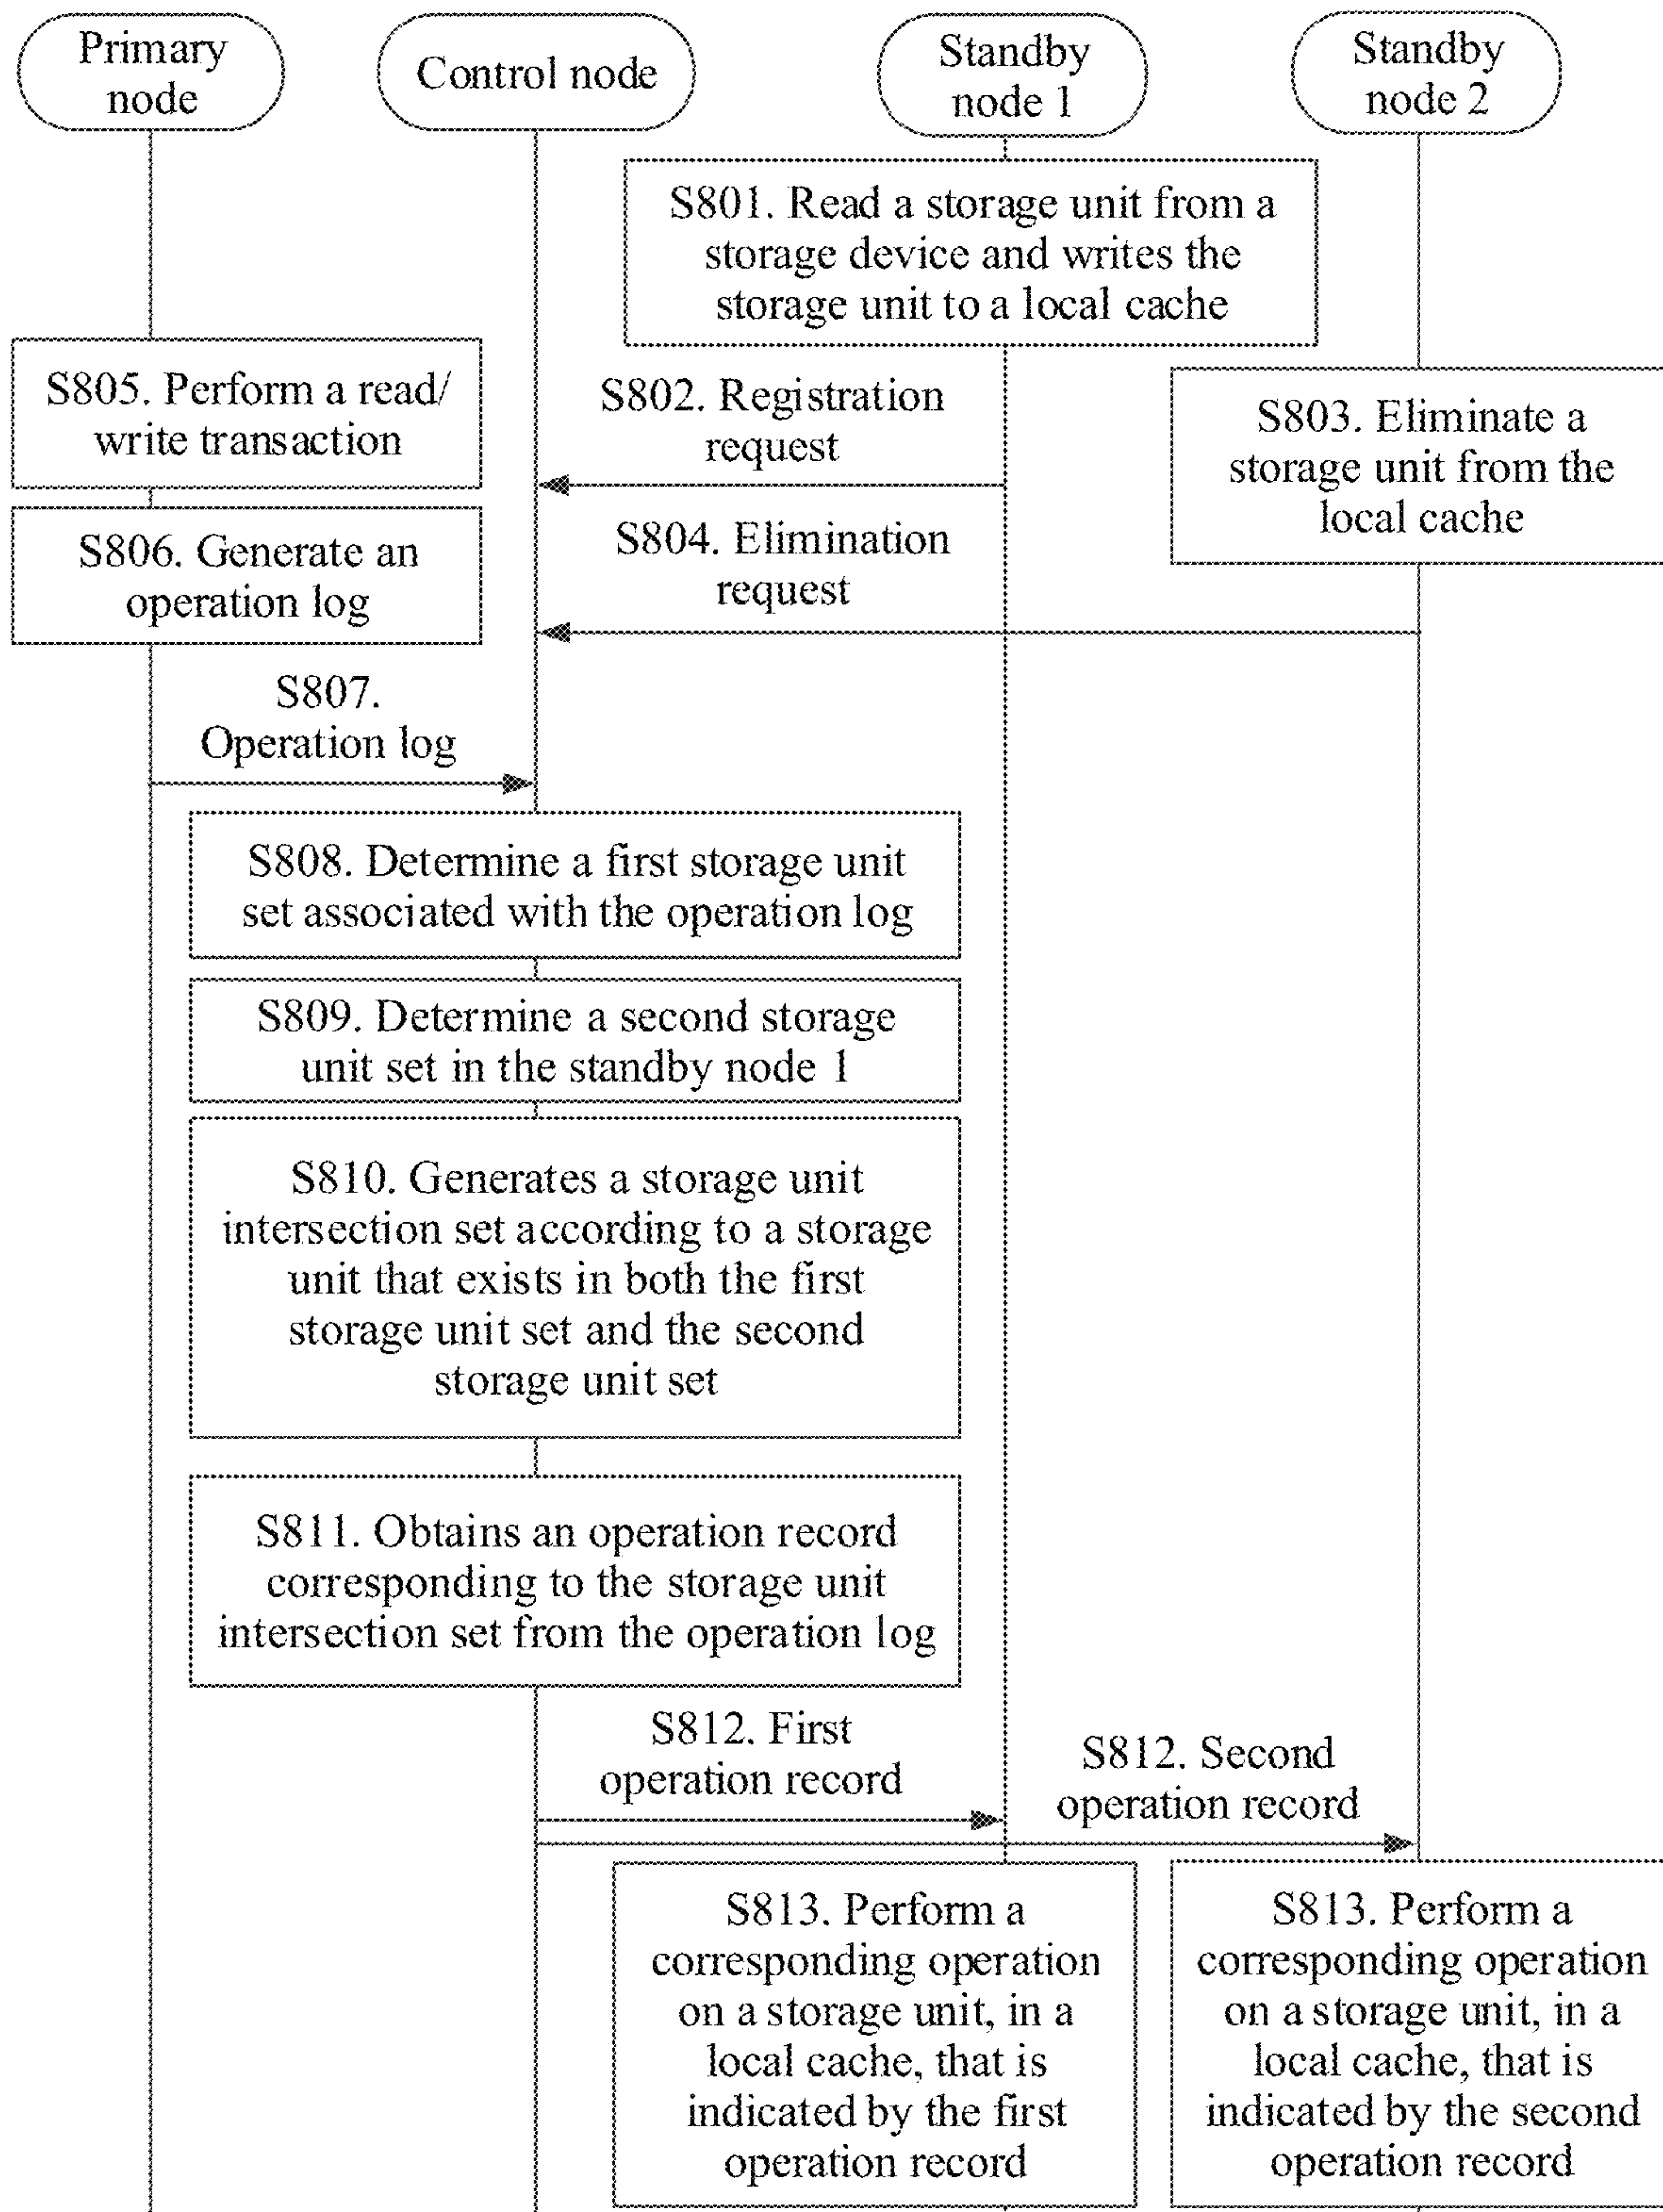 Primary
node
Control node
Standby
node 1
Standby
node 2
S801. Read a storage unit from a
storage device and writes the
storage unit to a local cache
S805. Perform a read/
write transaction
S802. Registration
request
S803. Eliminate a
storage unit from the
local cache
S806. Generate an
operation log
S804. Elimination
request
S807.
Operation log
S808. Determine a first storage unit
set associated with the operation log
S809. Determine a second storage
unit set in the standby node 1
S810. Generates a storage unit
intersection set according to a storage
unit that exists in both the first
storage unit set and the second
storage unit set
S811. Obtains an operation record
corresponding to the storage unit
intersection set from the operation log
S812. First
operation record
S812. Second
operation record
S813. Perform a
corresponding operation
on a storage unit, in a
local cache, that is
indicated by the first
operation record
S813. Perform a
corresponding operation
on a storage unit, in a
local cache, that is
indicated by the second
operation record